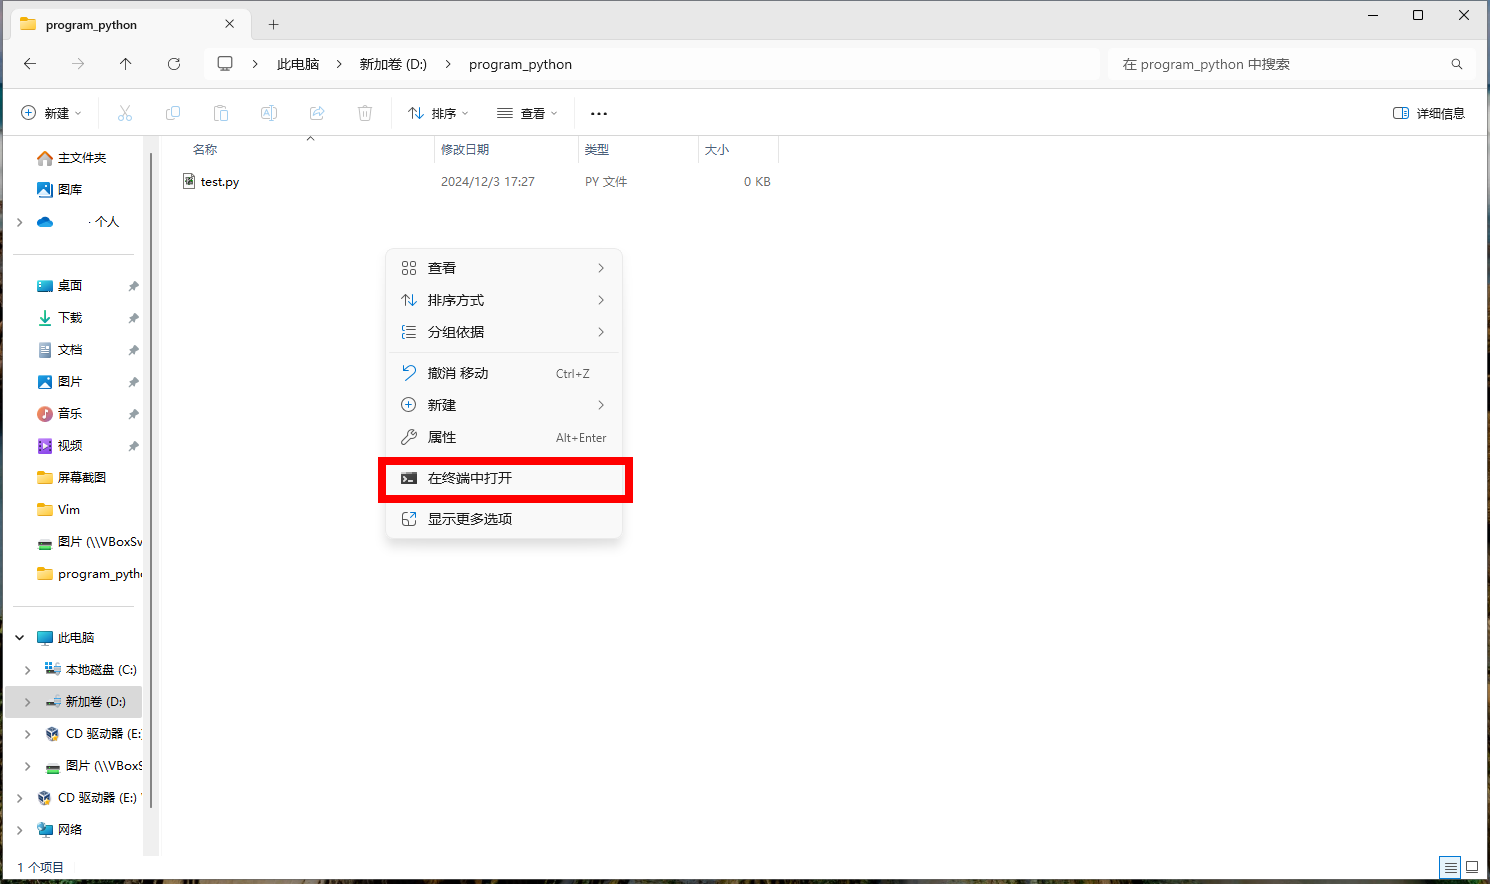 program_python
此电脑 新加卷 (D:) program_python
在 program_python 中搜索
新建 排序 查看 ... 详细信息
名称 修改日期 类型 大小
test.py 2024/12/3 17:27 PY 文件 0 KB
主文件夹
图库
· 个人
桌面
下载
文档
图片
音乐
视频
屏幕截图
Vim
图片 (\\VBoxSv
program_pytho
此电脑
本地磁盘 (C:)
新加卷 (D:)
CD 驱动器 (E:
图片 (\\VBoxS
CD 驱动器 (E:)
网络
查看
排序方式
分组依据
撤消 移动 Ctrl+Z
新建
属性 Alt+Enter
在终端中打开
显示更多选项
1 个项目